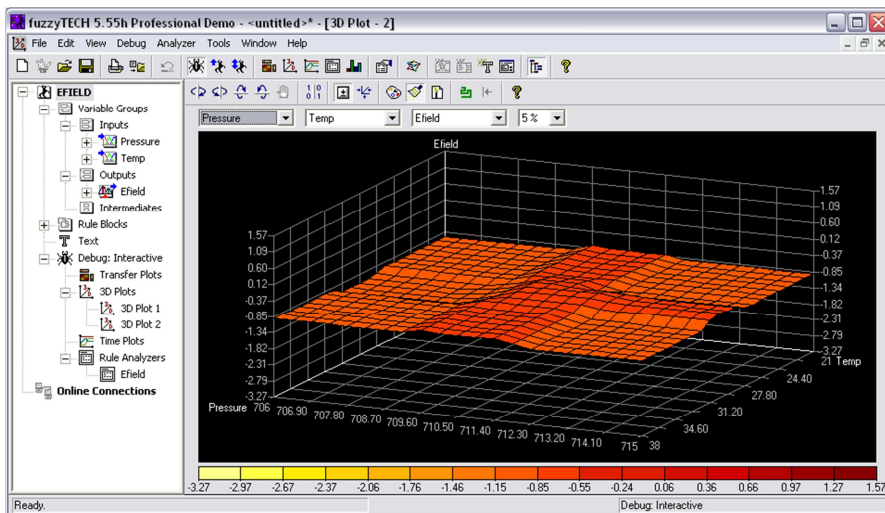 fuzzyTECH 5.55h Professional Demo - <untitled>* - [3D Plot - 2]
File Edit View Debug Analyzer Tools Window Help
EFIELD
Variable Groups
Inputs
Pressure
Temp
Outputs
Efield
Intermediates
Rule Blocks
Text
Debug: Interactive
Transfer Plots
3D Plots
3D Plot 1
3D Plot 2
Time Plots
Rule Analyzers
Efield
Online Connections
Pressure Temp Efield 5 %
Efield
1.57
1.09
0.60
0.12
-0.37
-0.85
-1.34
-1.82
-2.31
-2.79
-3.27
1.57
1.09
0.60
0.12
-0.37
-0.85
-1.34
-1.82
-2.31
-2.79
-3.27
Pressure 706 706.90 707.80 708.70 709.60 710.50 711.40 712.30 713.20 714.10 715
38 34.60 31.20 27.80 24.40 21 Temp
-3.27 -2.97 -2.67 -2.37 -2.06 -1.76 -1.46 -1.15 -0.85 -0.55 -0.24 0.06 0.36 0.66 0.97 1.27 1.57
Ready. Debug: Interactive